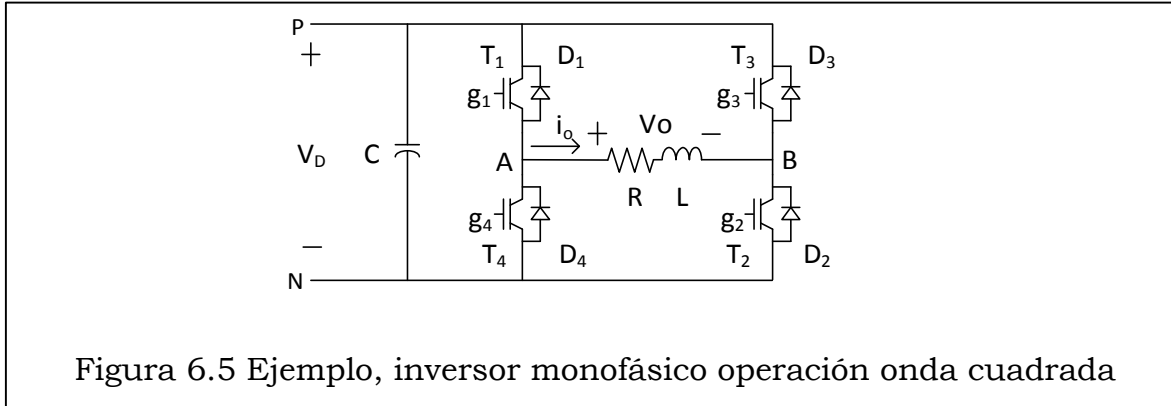 P
+
T1 D1 T3 D3
g1 g3
io + Vo −
VD C A B
R L
g4 g2
−
T4 D4 T2 D2
N
Figura 6.5 Ejemplo, inversor monofásico operación onda cuadrada